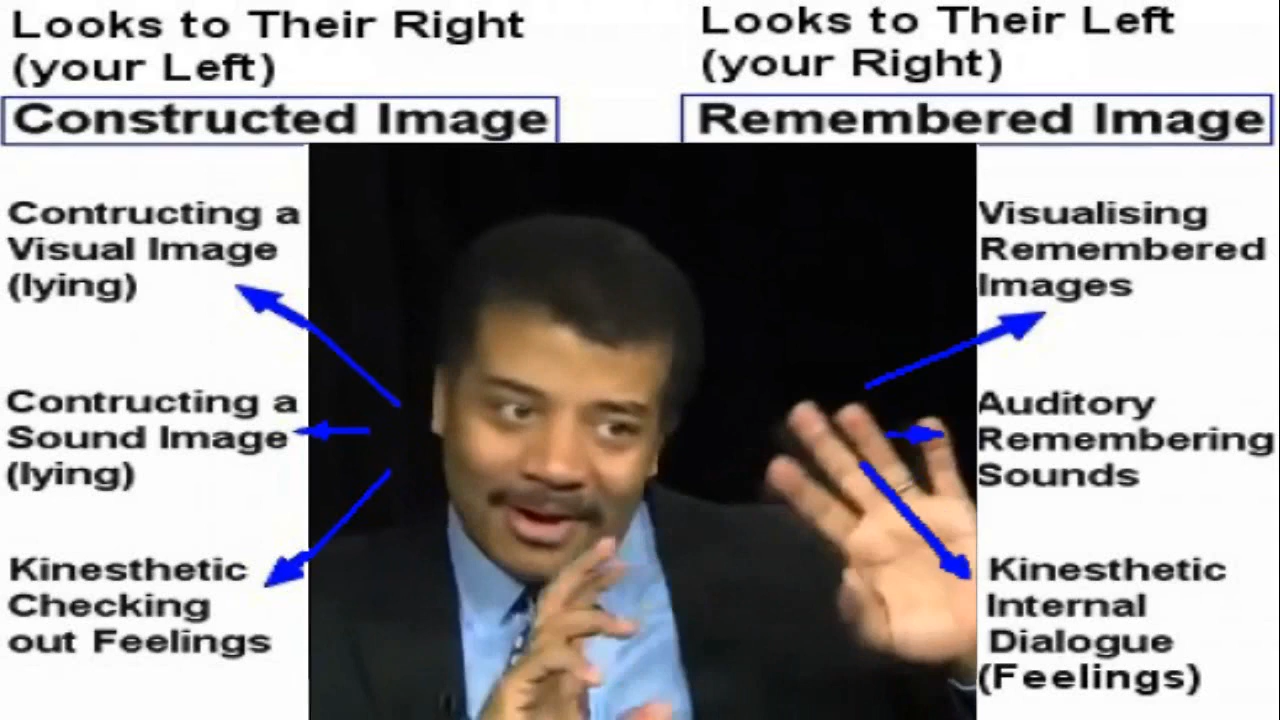 Looks to Their Right
(your Left)
Constructed Image
Contructing a
Visual Image
(lying)
Contructing a
Sound Image
(lying)
Kinesthetic
Checking
out Feelings
Looks to Their Left
(your Right)
Remembered Image
Visualising
Remembered
Images
Auditory
Remembering
Sounds
Kinesthetic
Internal
Dialogue
(Feelings)